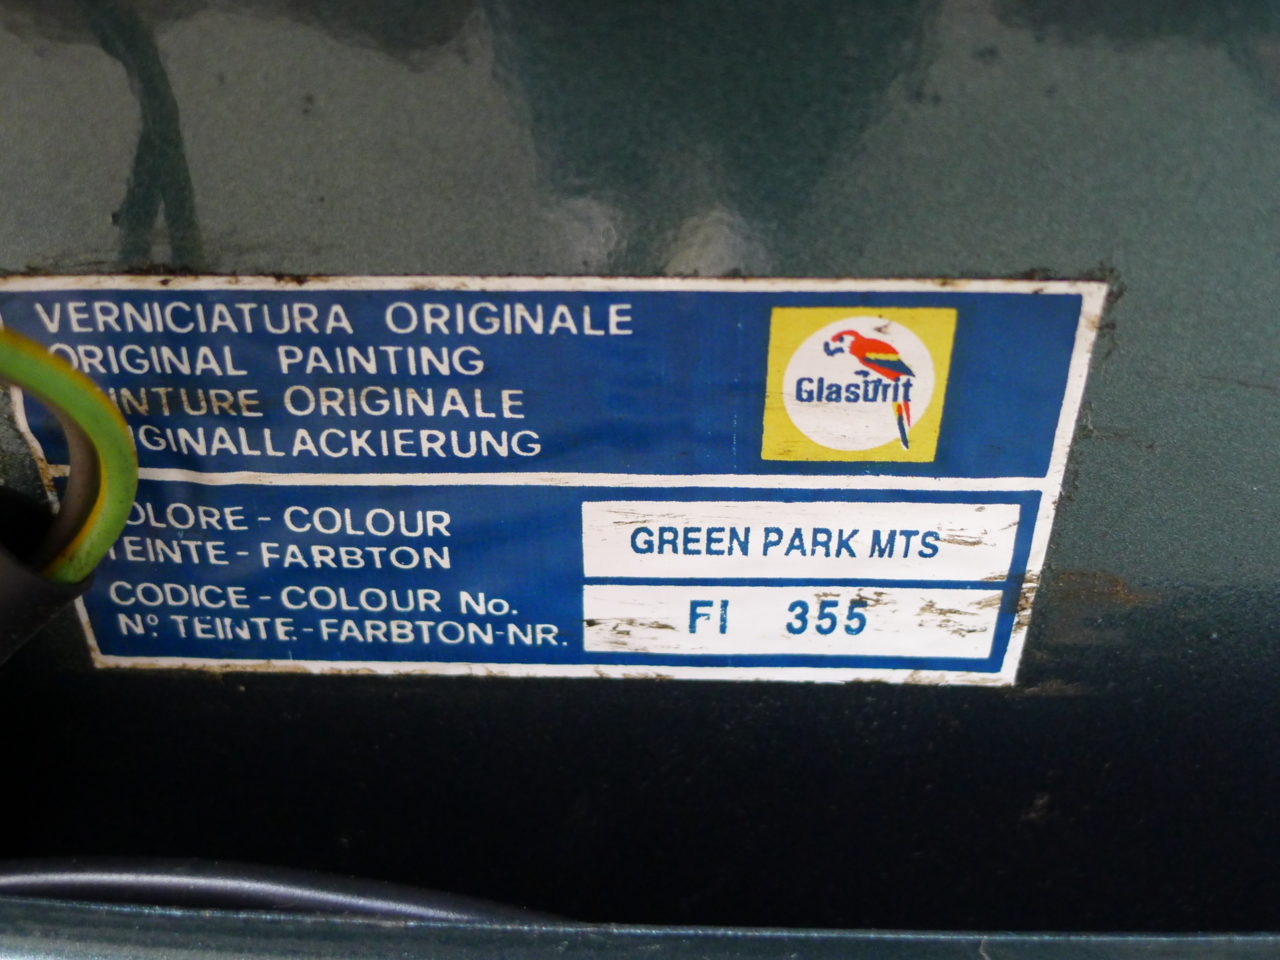 VERNICIATURA ORIGINALE
ORIGINAL PAINTING
INTURE ORIGINALE
IGINALLACKIERUNG
Glasurit
OLORE - COLOUR
TEINTE - FARBTON
GREEN PARK MTS
CODICE - COLOUR No.
N° TEINTE - FARBTON-NR.
FI 355